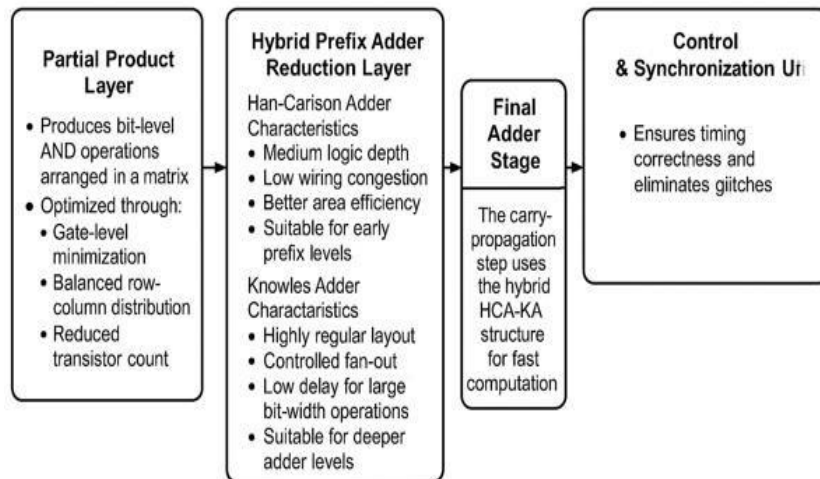 Partial Product
Layer
• Produces bit-level
AND operations
arranged in a matrix
• Optimized through:
• Gate-level
minimization
• Balanced row-
column distribution
• Reduced
transistor count
Hybrid Prefix Adder
Reduction Layer
Han-Carison Adder
Characteristics
• Medium logic depth
• Low wiring congestion
• Better area efficiency
• Suitable for early
prefix levels
Knowles Adder
Charactaristics
• Highly regular layout
• Controlled fan-out
• Low delay for large
bit-width operations
• Suitable for deeper
adder levels
Final
Adder
Stage
The carry-
propagation
step uses
the hybrid
HCA-KA
structure
for fast
computation
Control
& Synchronization
• Ensures timing
correctness and
eliminates giitches